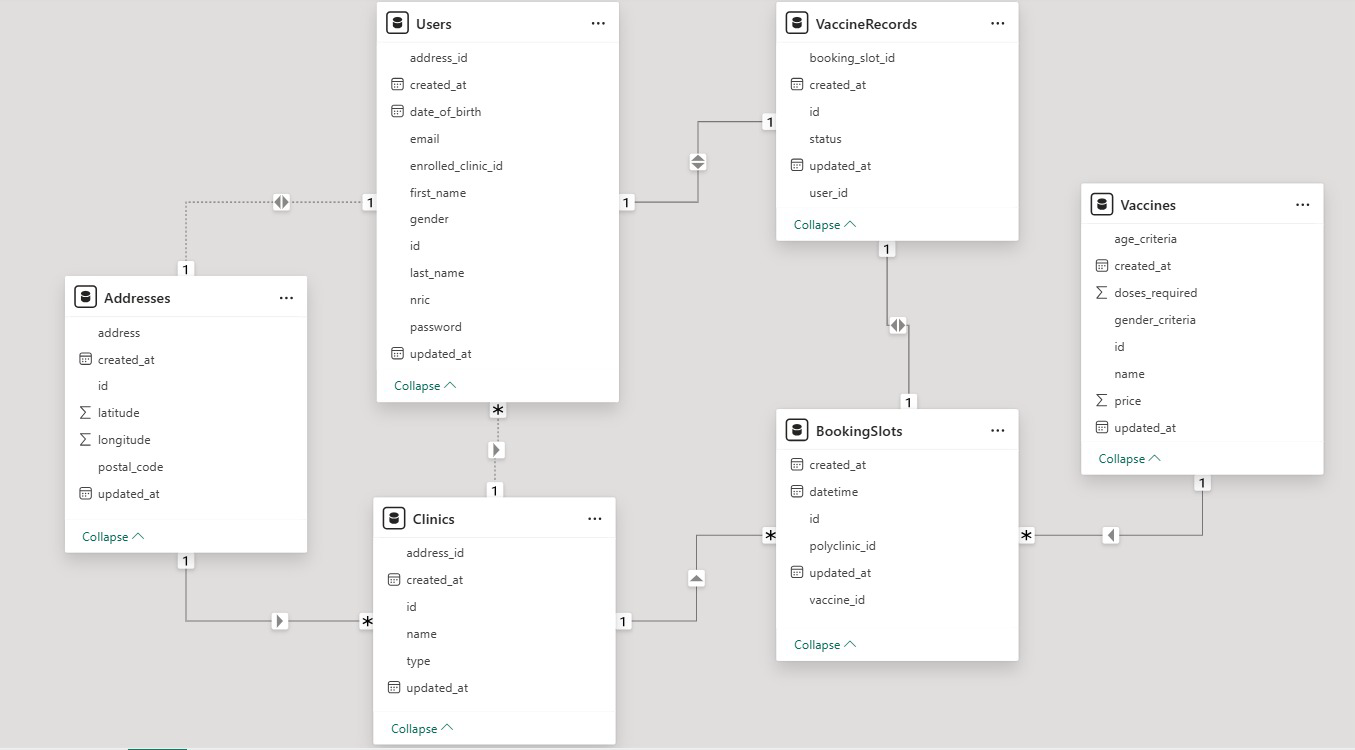 Users
address_id
created_at
date_of_birth
email
enrolled_clinic_id
first_name
gender
id
last_name
nric
password
updated_at
Collapse
VaccineRecords
booking_slot_id
created_at
id
status
updated_at
user_id
Collapse
Vaccines
age_criteria
created_at
doses_required
gender_criteria
id
name
price
updated_at
Collapse
Addresses
address
created_at
id
latitude
longitude
postal_code
updated_at
Collapse
Clinics
address_id
created_at
id
name
type
updated_at
Collapse
BookingSlots
created_at
datetime
id
polyclinic_id
updated_at
vaccine_id
Collapse
1
1
1
1
1
1
*
1
1
*
1
*
*
1